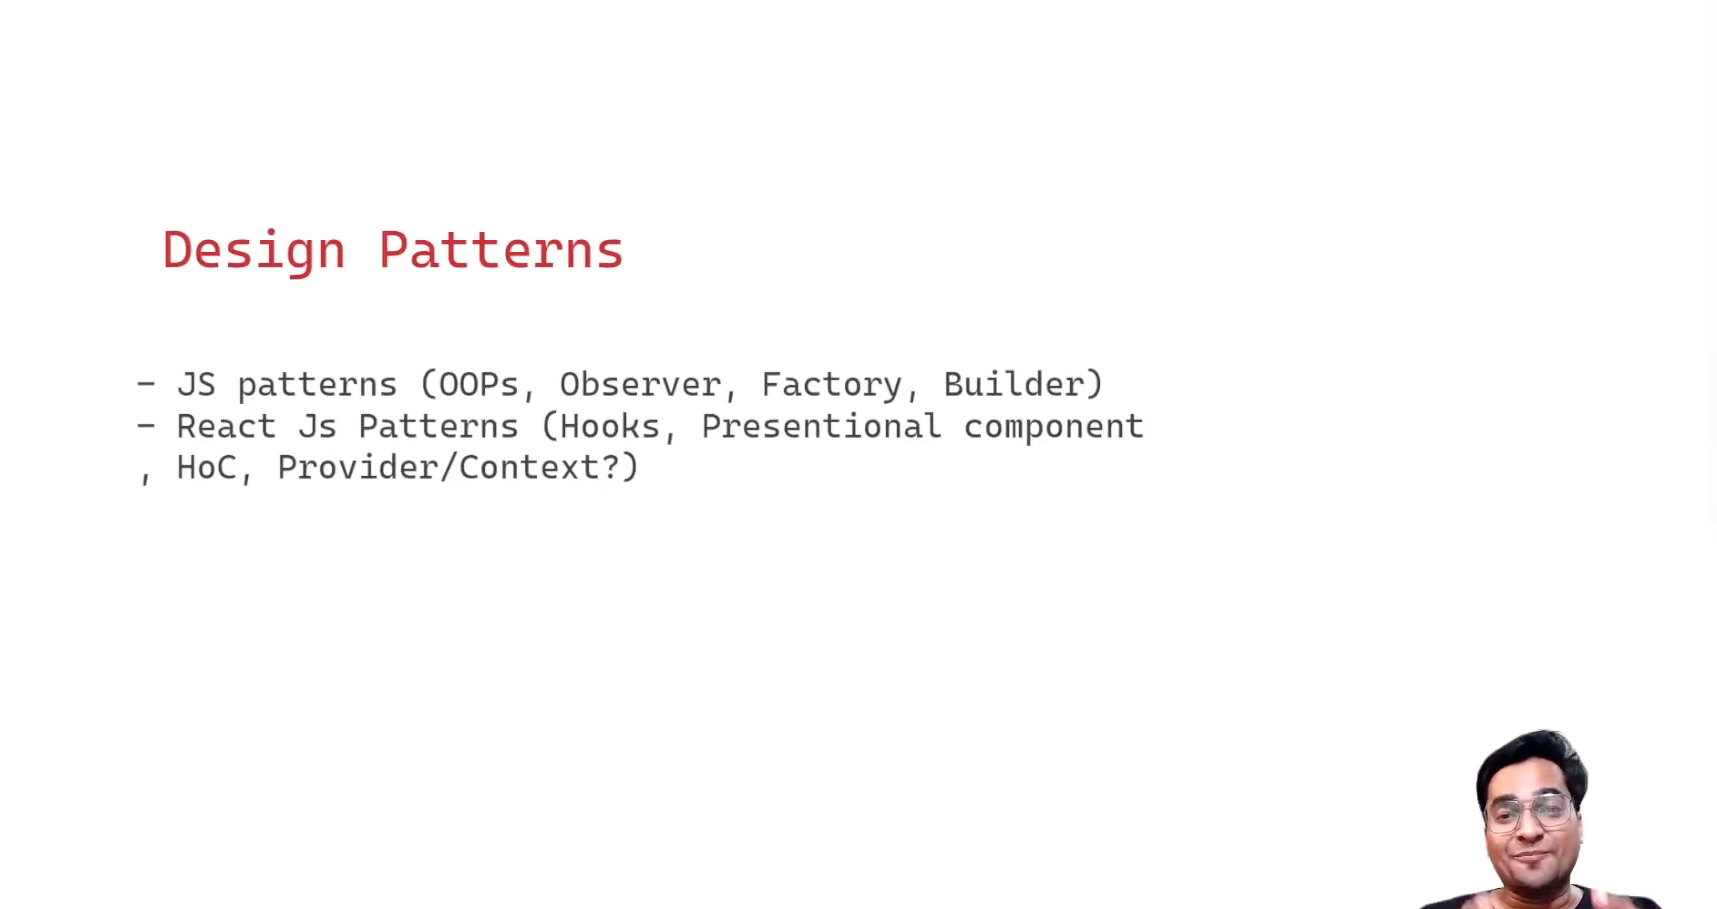 Design Patterns
- JS patterns (OOPs, Observer, Factory, Builder)
- React Js Patterns (Hooks, Presentional component
, HoC, Provider/Context?)